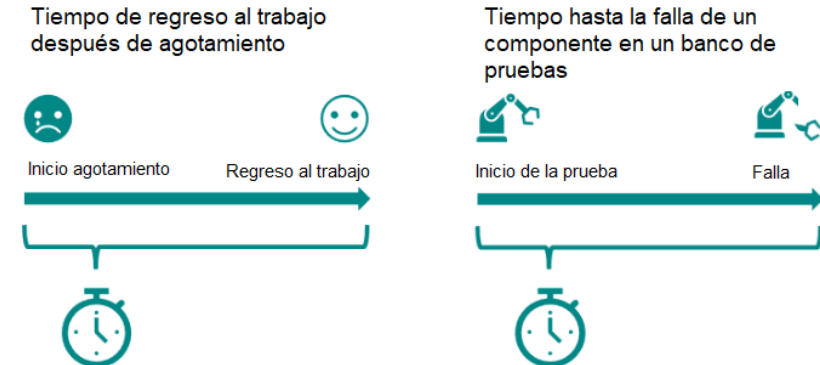 Tiempo de regreso al trabajo
después de agotamiento
Inicio agotamiento
Regreso al trabajo
Tiempo hasta la falla de un
componente en un banco de
pruebas
Inicio de la prueba
Falla